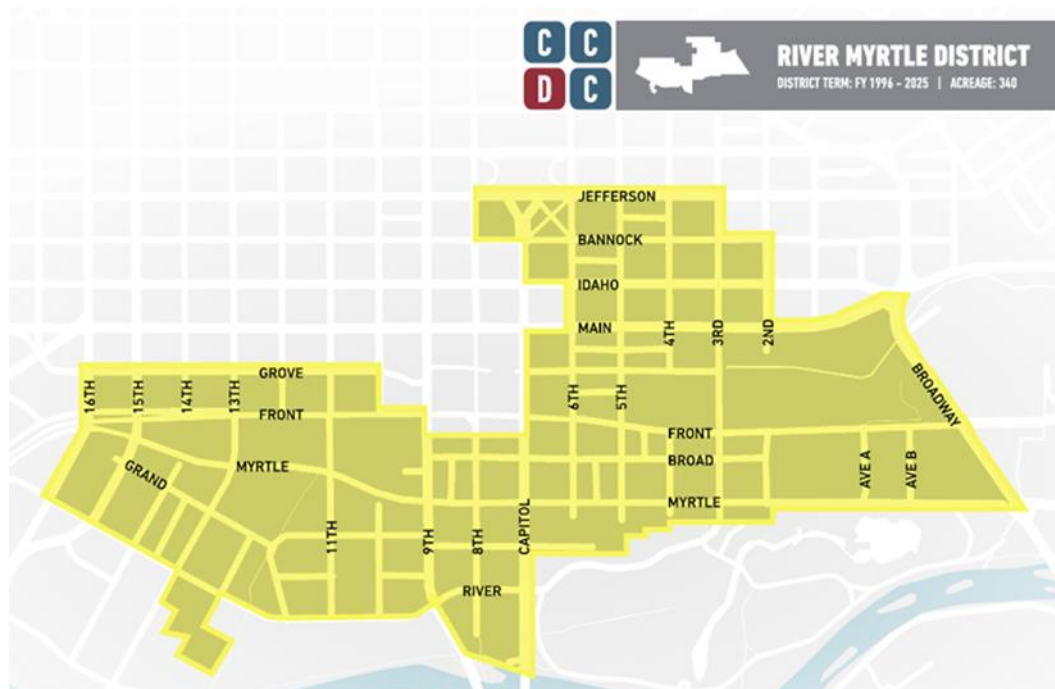 C C
D C
RIVER MYRTLE DISTRICT
DISTRICT TERM: FY 1996 - 2025 | ACREAGE: 340
JEFFERSON
BANNOCK
IDAHO
MAIN
4TH
3RD
2ND
GROVE
16TH
15TH
14TH
13TH
6TH
5TH
BROADWAY
FRONT
FRONT
BROAD
GRAND
MYRTLE
AVE A
AVE B
MYRTLE
11TH
9TH
8TH
CAPITOL
RIVER